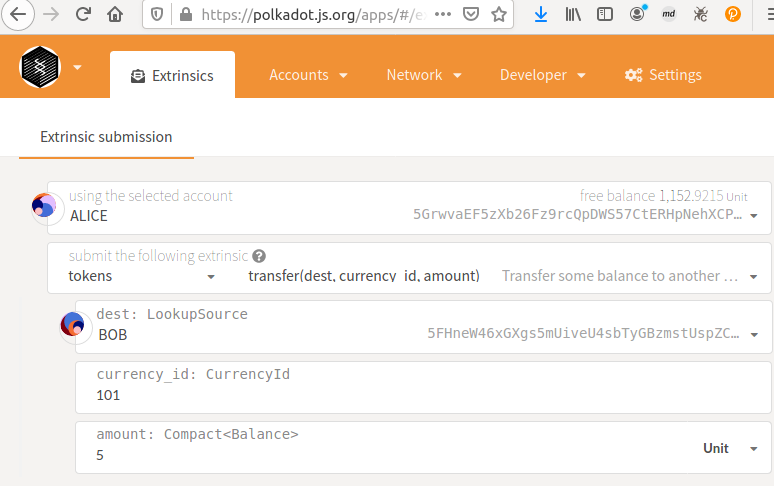 https://polkadot.js.org/apps/#/e
Extrinsics
Accounts
Network
Developer
Settings
Extrinsic submission
using the selected account
free balance 1,152.9215 Unit
ALICE
5GrwvaEF5zXb26Fz9rcQpDWS57CtERHpNehXCP…
submit the following extrinsic
tokens
transfer(dest, currency_id, amount)
Transfer some balance to another …
dest: LookupSource
BOB
5FHneW46xGXgs5mUiveU4sbTyGBzmstUspZC…
currency_id: CurrencyId
101
amount: Compact<Balance>
5
Unit